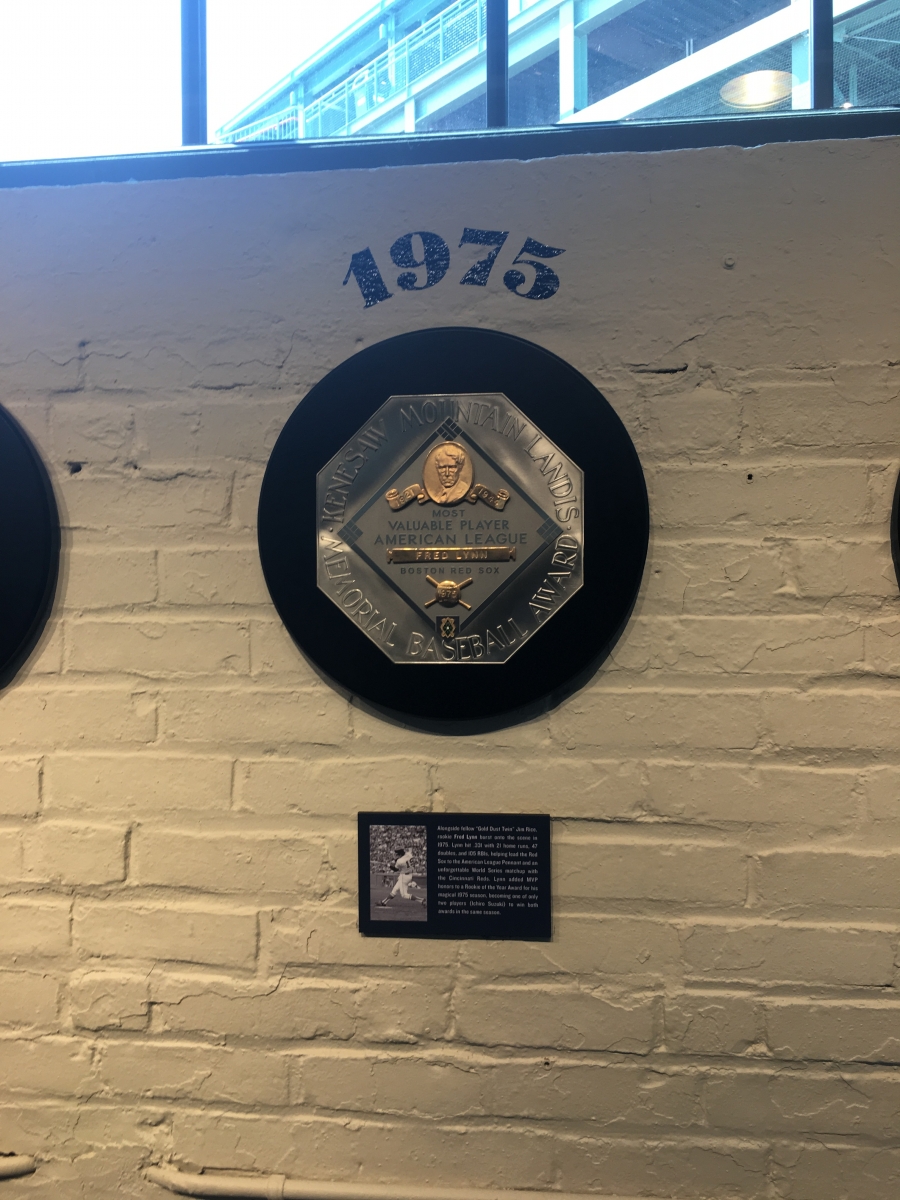 1975
·KENESAW MOUNTAIN LANDIS·
MEMORIAL BASEBALL AWARD
MOST
VALUABLE PLAYER
AMERICAN LEAGUE
FRED LYNN
BOSTON RED SOX
1975
Alongside fellow "Gold Dust Twin" Jim Rice,
rookie Fred Lynn burst onto the scene in
1975. Lynn hit .331 with 21 home runs, 47
doubles, and 105 RBIs, helping lead the Red
Sox to the American League Pennant and an
unforgettable World Series matchup with
the Cincinnati Reds. Lynn added MVP
honors to a Rookie of the Year Award for his
magical 1975 season, becoming one of only
two players (Ichiro Suzuki) to win both
awards in the same season.